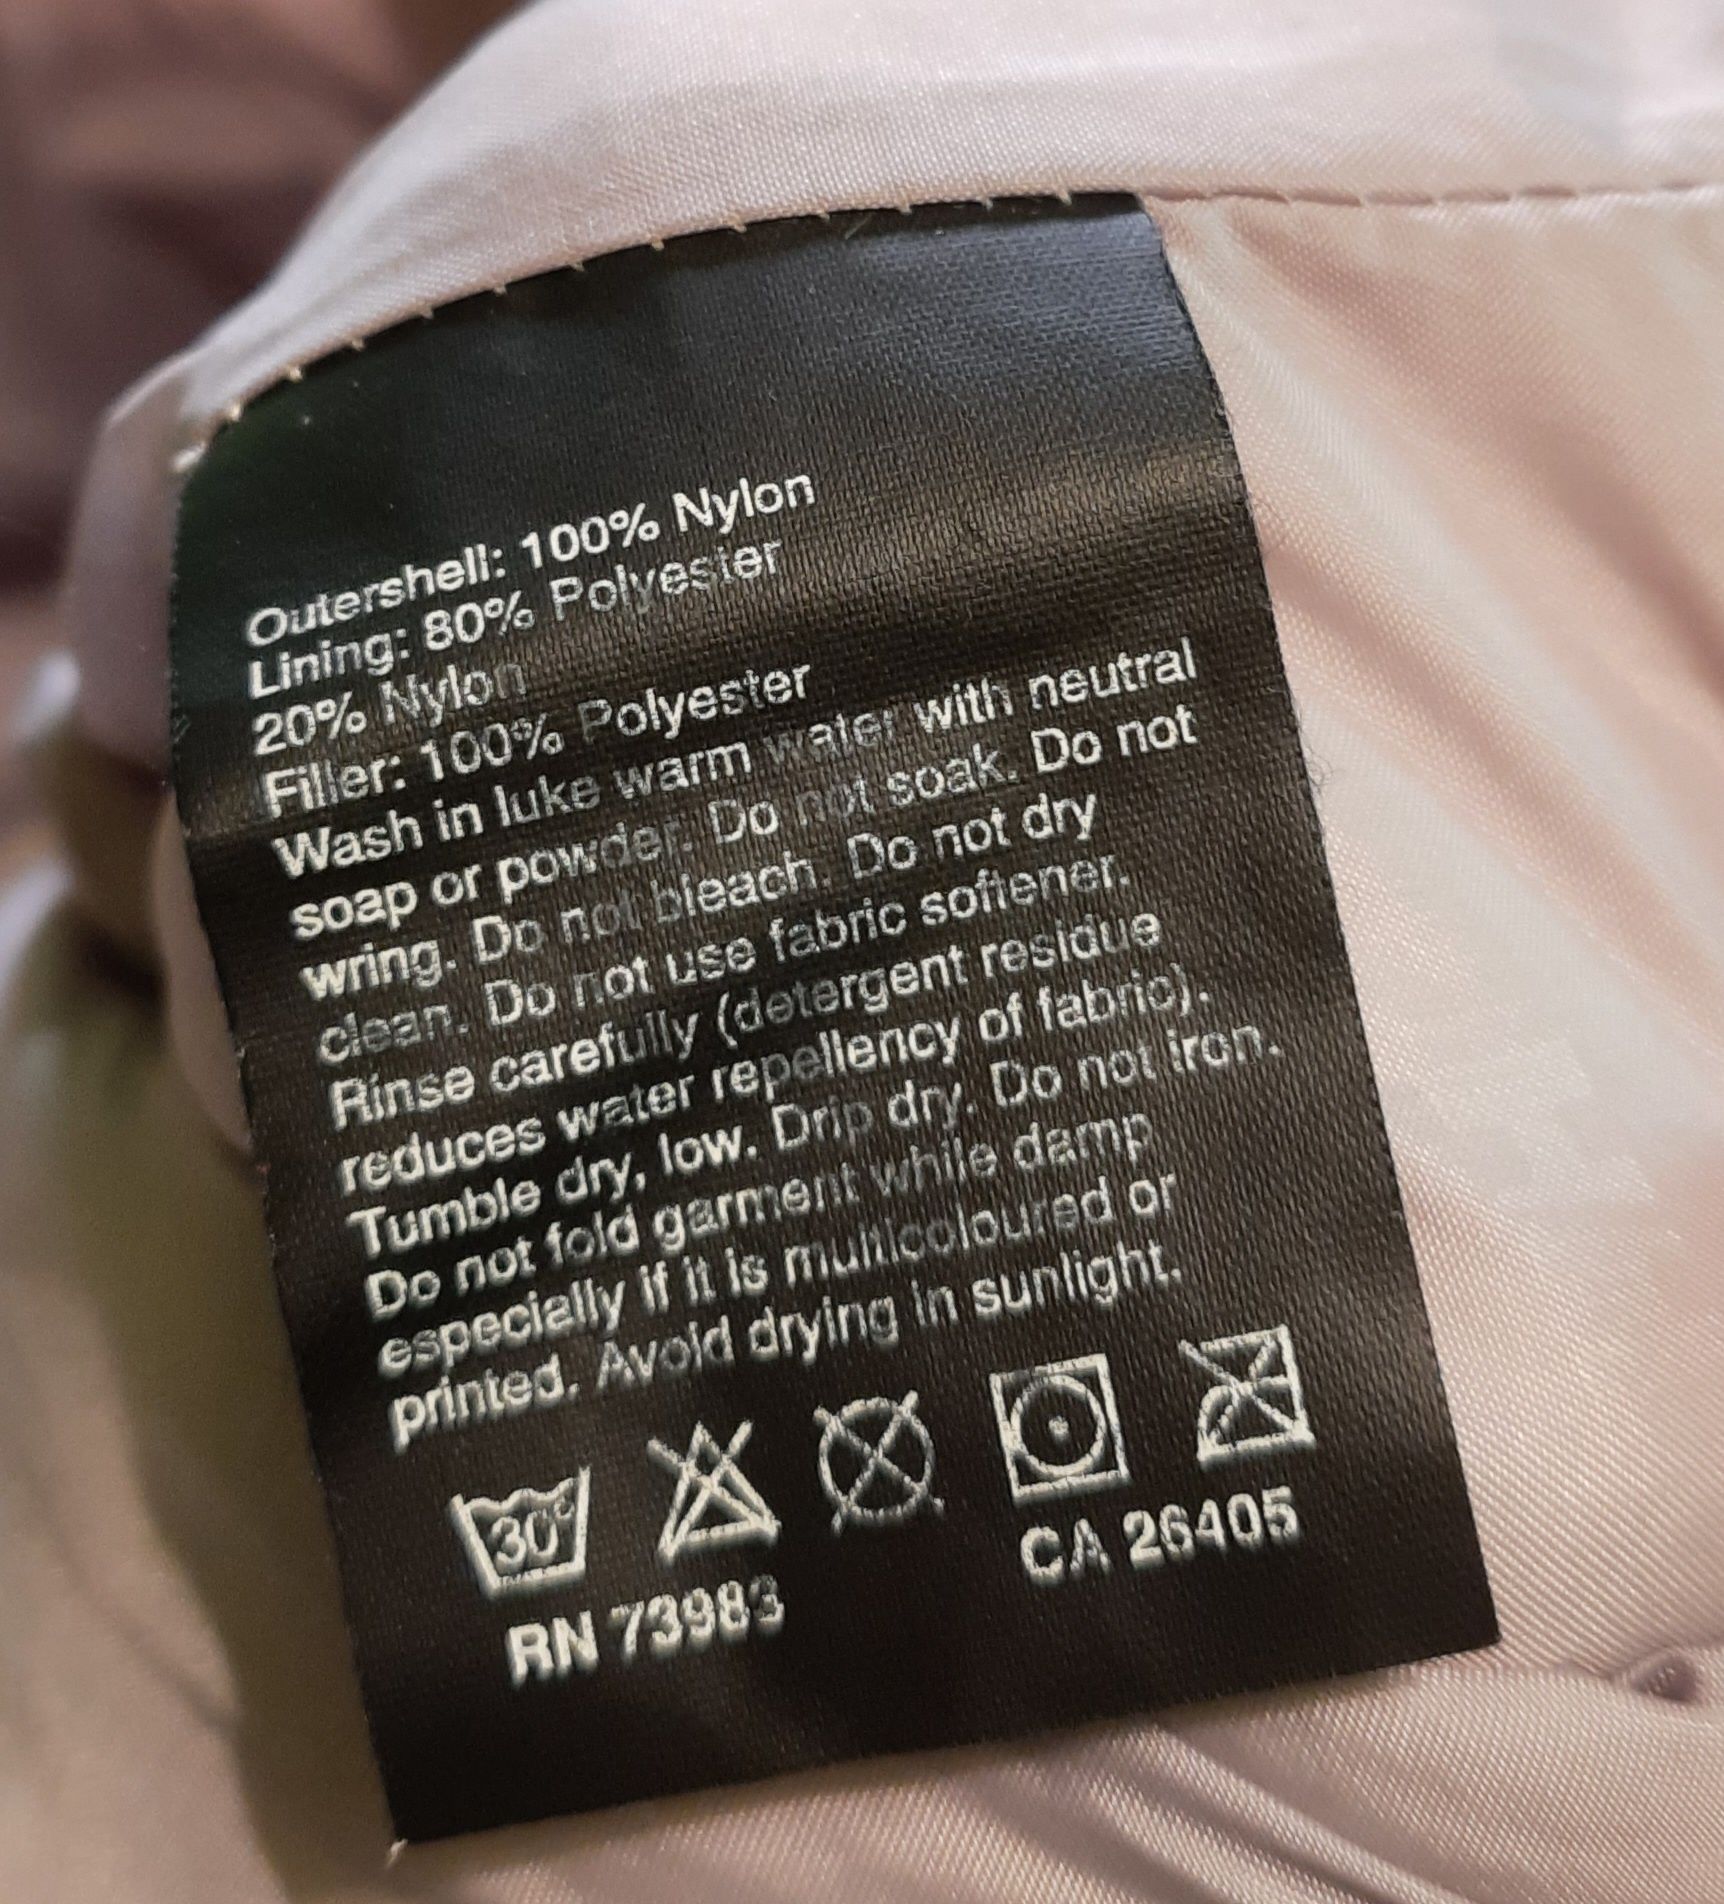 Outershell: 100% Nylon
Lining: 80% Polyester
20% Nylon
Filler: 100% Polyester
Wash in luke warm water with neutral
soap or powder. Do not soak. Do not
wring. Do not bleach. Do not dry
clean. Do not use fabric softener.
Rinse carefully (detergent residue
reduces water repellency of fabric).
Tumble dry, low. Drip dry. Do not iron.
Do not fold garment while damp
especially if it is multicoloured or
printed. Avoid drying in sunlight.
30°
RN 73983
CA 26405